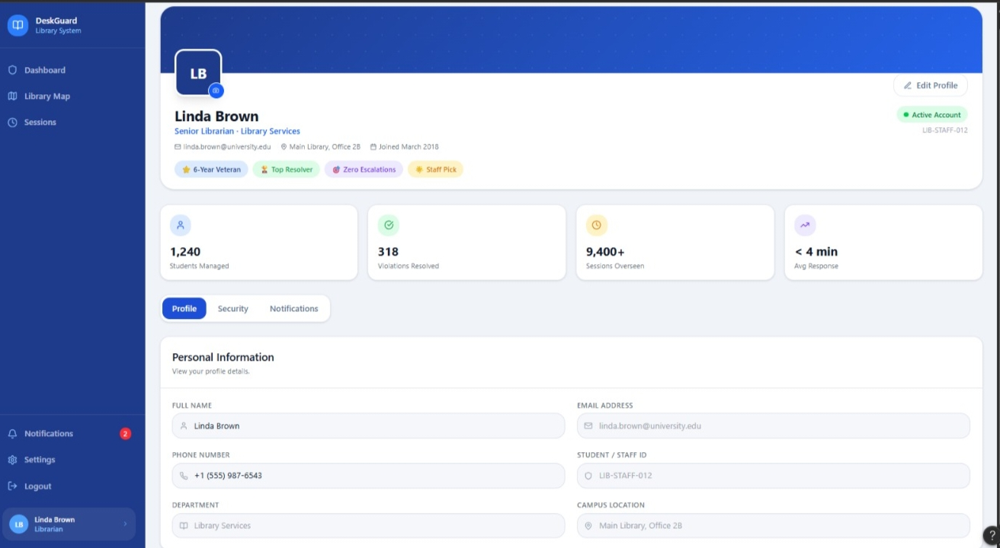 DeskGuard
Library System
Dashboard
Library Map
Sessions
Notifications 2
Settings
Logout
LB
Linda Brown
Librarian
LB
Edit Profile
Linda Brown
Active Account
Senior Librarian · Library Services
LIB-STAFF-012
linda.brown@university.edu Main Library, Office 2B Joined March 2018
6-Year Veteran Top Resolver Zero Escalations Staff Pick
1,240
Students Managed
318
Violations Resolved
9,400+
Sessions Overseen
< 4 min
Avg Response
Profile Security Notifications
Personal Information
View your profile details.
FULL NAME
Linda Brown
EMAIL ADDRESS
linda.brown@university.edu
PHONE NUMBER
+1 (555) 987-6543
STUDENT / STAFF ID
LIB-STAFF-012
DEPARTMENT
Library Services
CAMPUS LOCATION
Main Library, Office 2B
?